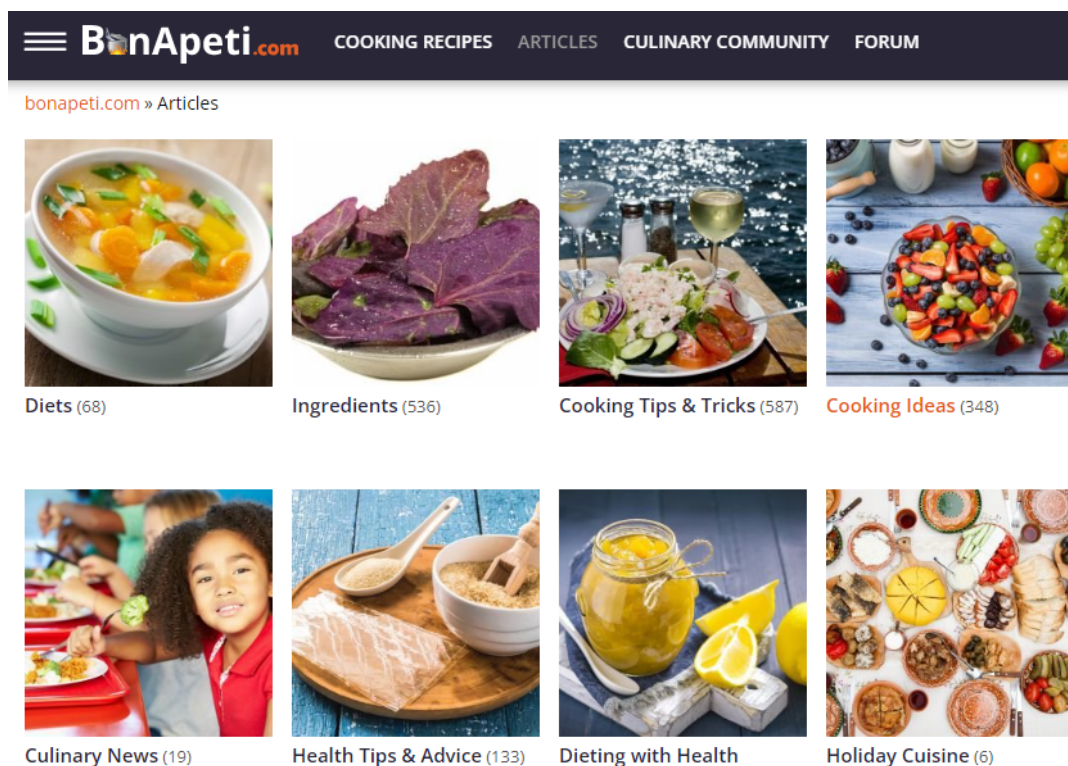 BonApeti.com COOKING RECIPES ARTICLES CULINARY COMMUNITY FORUM
bonapeti.com » Articles
Diets (68) Ingredients (536) Cooking Tips & Tricks (587) Cooking Ideas (348)
Culinary News (19) Health Tips & Advice (133) Dieting with Health Holiday Cuisine (6)